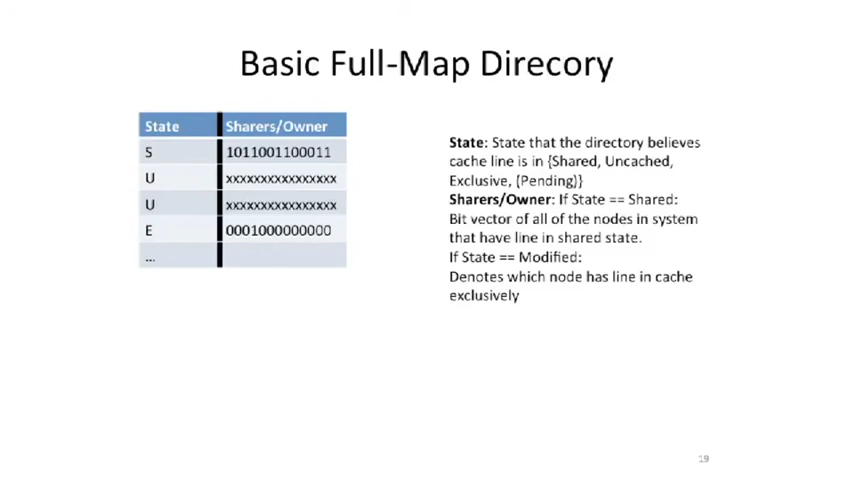 Basic Full-Map Direcory
State Sharers/Owner
S 1011001100011
U xxxxxxxxxxxxxxxx
U xxxxxxxxxxxxxxxx
E 0001000000000
...
State: State that the directory believes
cache line is in {Shared, Uncached,
Exclusive, (Pending)}
Sharers/Owner: If State == Shared:
Bit vector of all of the nodes in system
that have line in shared state.
If State == Modified:
Denotes which node has line in cache
exclusively
19